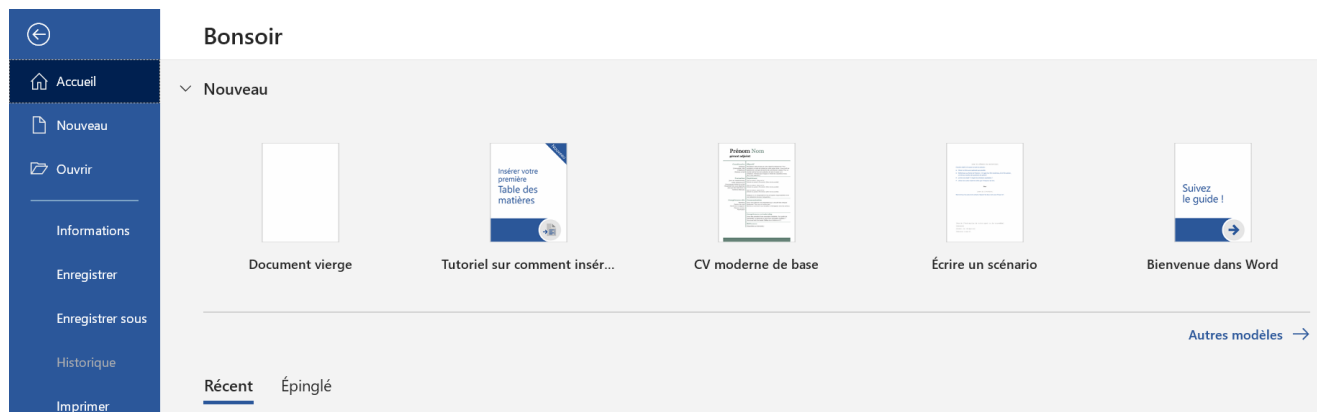 Bonsoir
Accueil
Nouveau
Nouveau
Ouvrir
Informations
Enregistrer
Enregistrer sous
Historique
Imprimer
Nouveau
Insérer votre
première
Table des
matières
Prénom Nom
Suivez
le guide !
Document vierge
Tutoriel sur comment insér...
CV moderne de base
Écrire un scénario
Bienvenue dans Word
Autres modèles
Récent
Épinglé